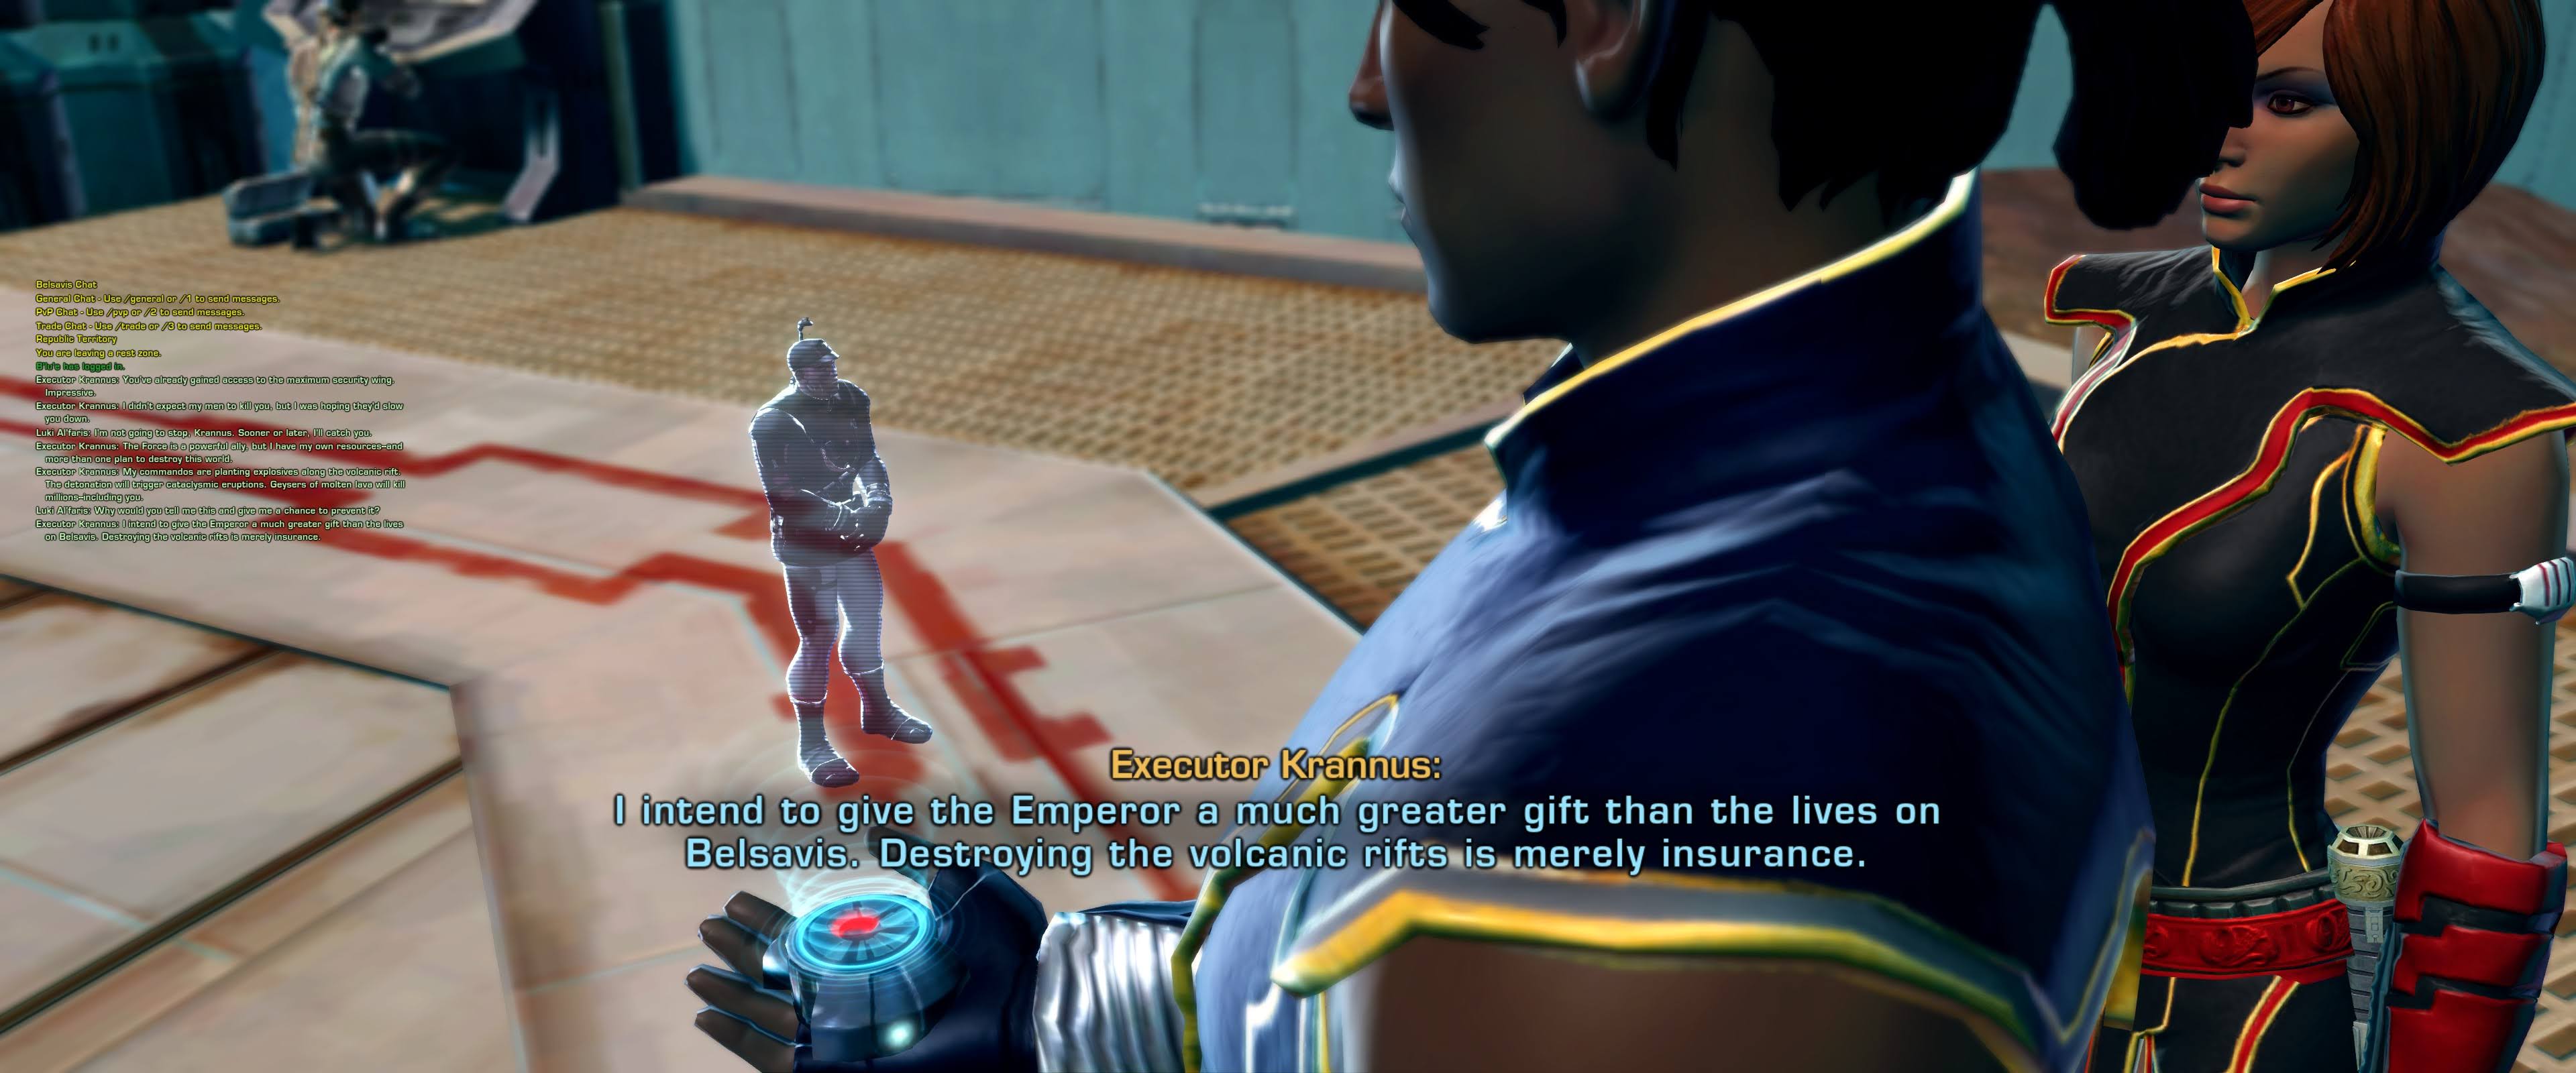 Belsavis Chat
General Chat - Use /general or /1 to send messages.
PvP Chat - Use /pvp or /2 to send messages.
Trade Chat - Use /trade or /3 to send messages.
Republic Territory
You are leaving a rest zone.
has logged in.
Executor Krannus: You've already gained access to the maximum security wing.
Impressive.
Executor Krannus: I didn't expect my men to kill you, but I was hoping they'd slow
you down.
Luki Al'faris: I'm not going to stop, Krannus. Sooner or later, I'll catch you.
Executor Krannus: The Force is a powerful ally, but I have my own resources–and
more than one plan to destroy this world.
Executor Krannus: My commandos are planting explosives along the volcanic rift.
The detonation will trigger cataclysmic eruptions. Geysers of molten lava will kill
millions–including you.
Luki Al'faris: Why would you tell me this and give me a chance to prevent it?
Executor Krannus: I intend to give the Emperor a much greater gift than the lives
on Belsavis. Destroying the volcanic rifts is merely insurance.
Executor Krannus:
I intend to give the Emperor a much greater gift than the lives on
Belsavis. Destroying the volcanic rifts is merely insurance.